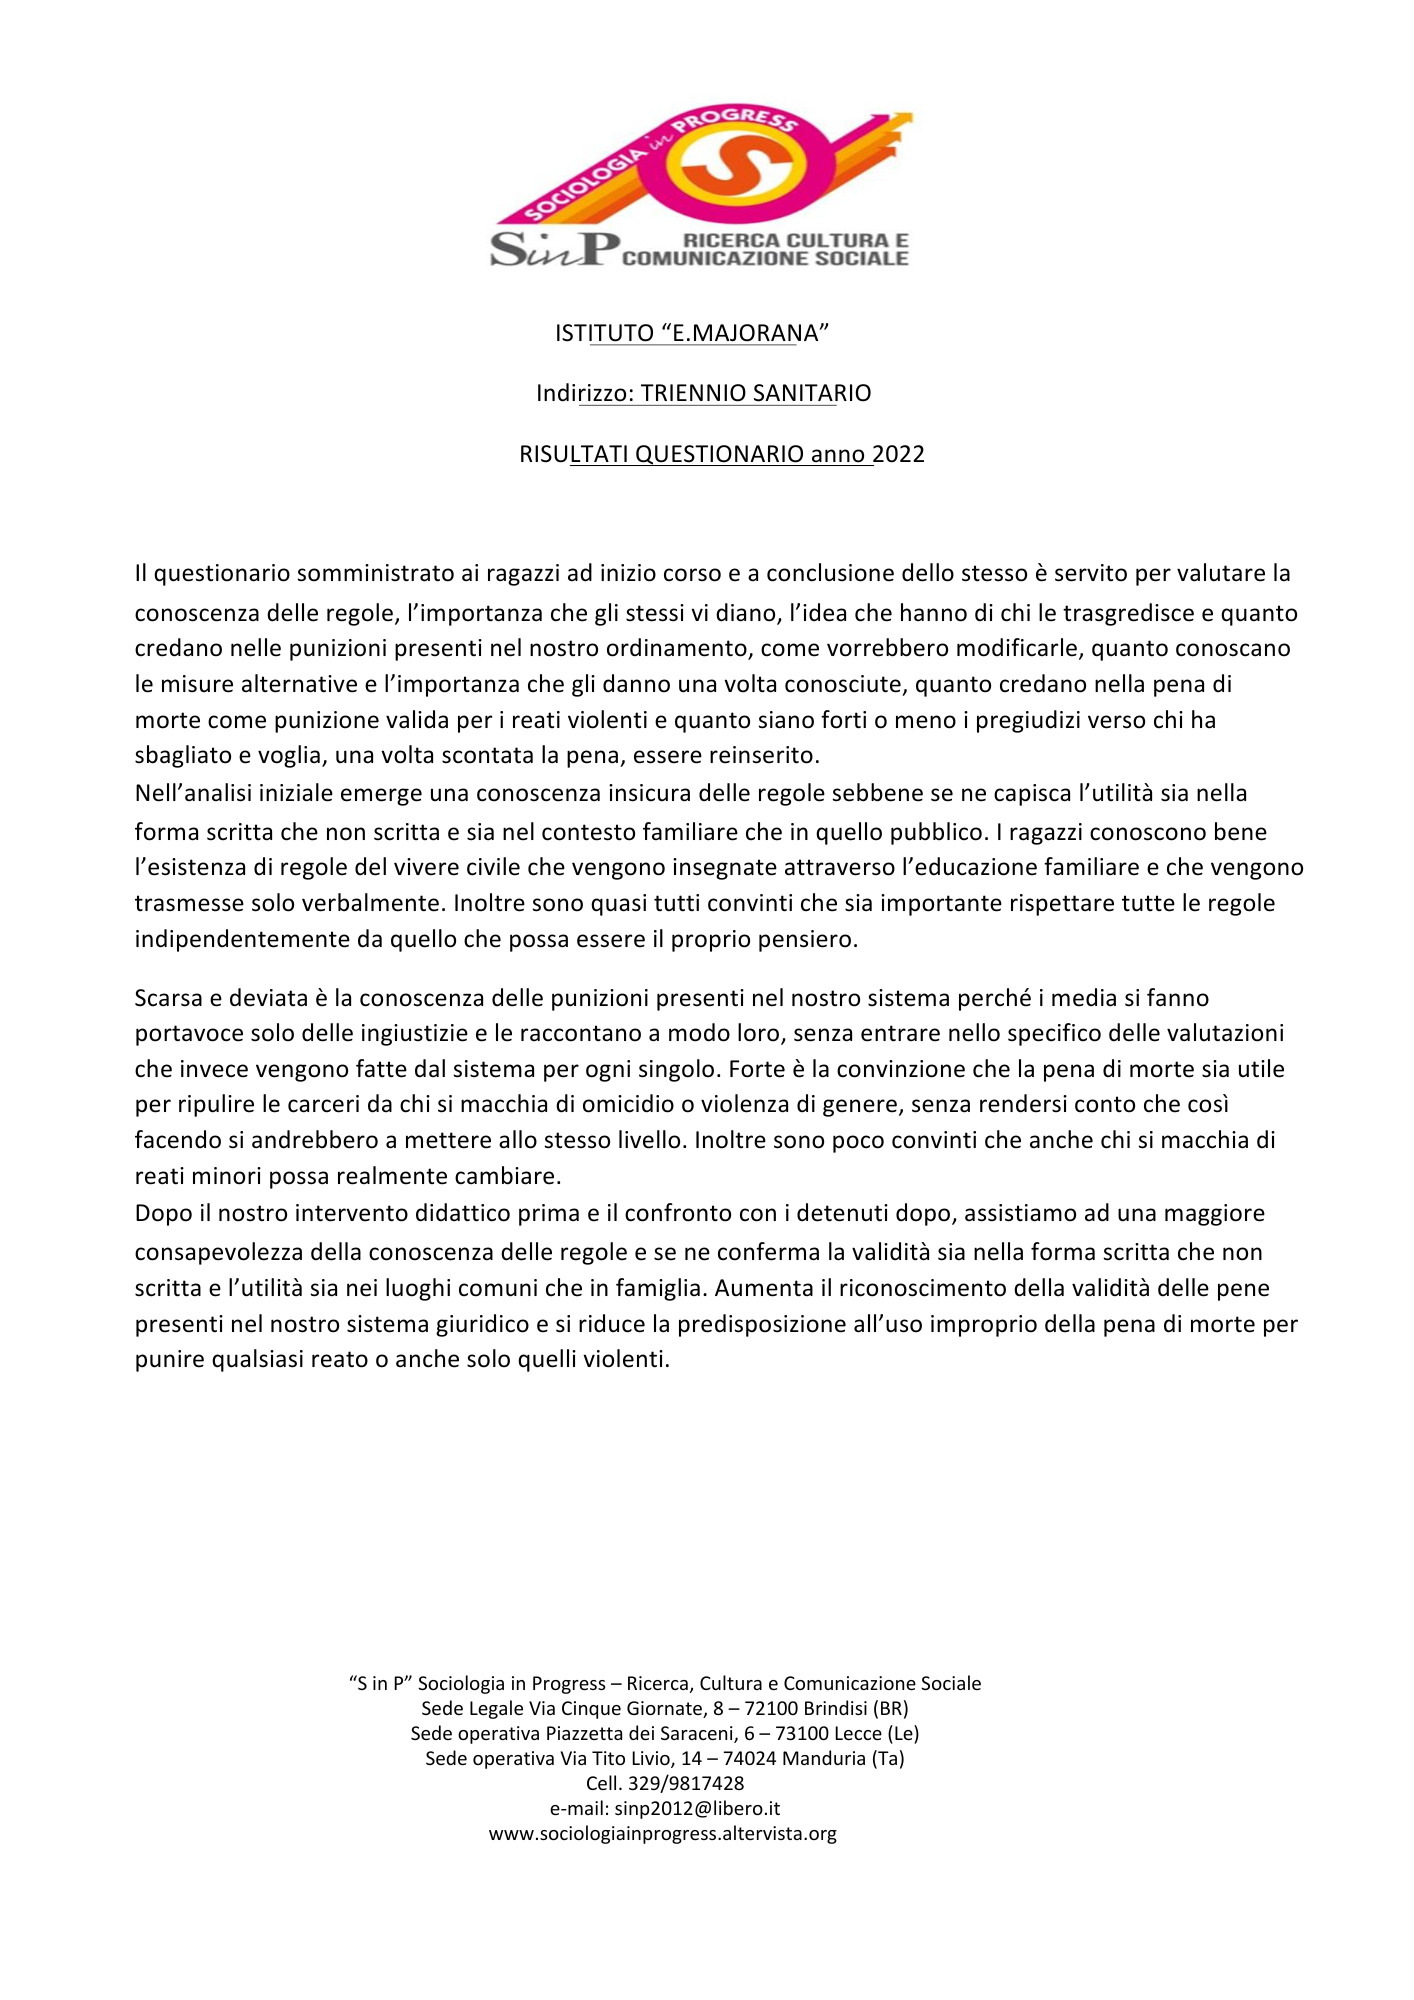 SOCIOLOGIA in PROGRESS
S
S in P RICERCA CULTURA E
COMUNICAZIONE SOCIALE
ISTITUTO “E.MAJORANA”
Indirizzo: TRIENNIO SANITARIO
RISULTATI QUESTIONARIO anno 2022
Il questionario somministrato ai ragazzi ad inizio corso e a conclusione dello stesso è servito per valutare la
conoscenza delle regole, l’importanza che gli stessi vi diano, l’idea che hanno di chi le trasgredisce e quanto
credano nelle punizioni presenti nel nostro ordinamento, come vorrebbero modificarle, quanto conoscano
le misure alternative e l’importanza che gli danno una volta conosciute, quanto credano nella pena di
morte come punizione valida per i reati violenti e quanto siano forti o meno i pregiudizi verso chi ha
sbagliato e voglia, una volta scontata la pena, essere reinserito.
Nell’analisi iniziale emerge una conoscenza insicura delle regole sebbene se ne capisca l’utilità sia nella
forma scritta che non scritta e sia nel contesto familiare che in quello pubblico. I ragazzi conoscono bene
l’esistenza di regole del vivere civile che vengono insegnate attraverso l’educazione familiare e che vengono
trasmesse solo verbalmente. Inoltre sono quasi tutti convinti che sia importante rispettare tutte le regole
indipendentemente da quello che possa essere il proprio pensiero.
Scarsa e deviata è la conoscenza delle punizioni presenti nel nostro sistema perché i media si fanno
portavoce solo delle ingiustizie e le raccontano a modo loro, senza entrare nello specifico delle valutazioni
che invece vengono fatte dal sistema per ogni singolo. Forte è la convinzione che la pena di morte sia utile
per ripulire le carceri da chi si macchia di omicidio o violenza di genere, senza rendersi conto che così
facendo si andrebbero a mettere allo stesso livello. Inoltre sono poco convinti che anche chi si macchia di
reati minori possa realmente cambiare.
Dopo il nostro intervento didattico prima e il confronto con i detenuti dopo, assistiamo ad una maggiore
consapevolezza della conoscenza delle regole e se ne conferma la validità sia nella forma scritta che non
scritta e l’utilità sia nei luoghi comuni che in famiglia. Aumenta il riconoscimento della validità delle pene
presenti nel nostro sistema giuridico e si riduce la predisposizione all’uso improprio della pena di morte per
punire qualsiasi reato o anche solo quelli violenti.
“S in P” Sociologia in Progress – Ricerca, Cultura e Comunicazione Sociale
Sede Legale Via Cinque Giornate, 8 – 72100 Brindisi (BR)
Sede operativa Piazzetta dei Saraceni, 6 – 73100 Lecce (Le)
Sede operativa Via Tito Livio, 14 – 74024 Manduria (Ta)
Cell. 329/9817428
e-mail: sinp2012@libero.it
www.sociologiainprogress.altervista.org